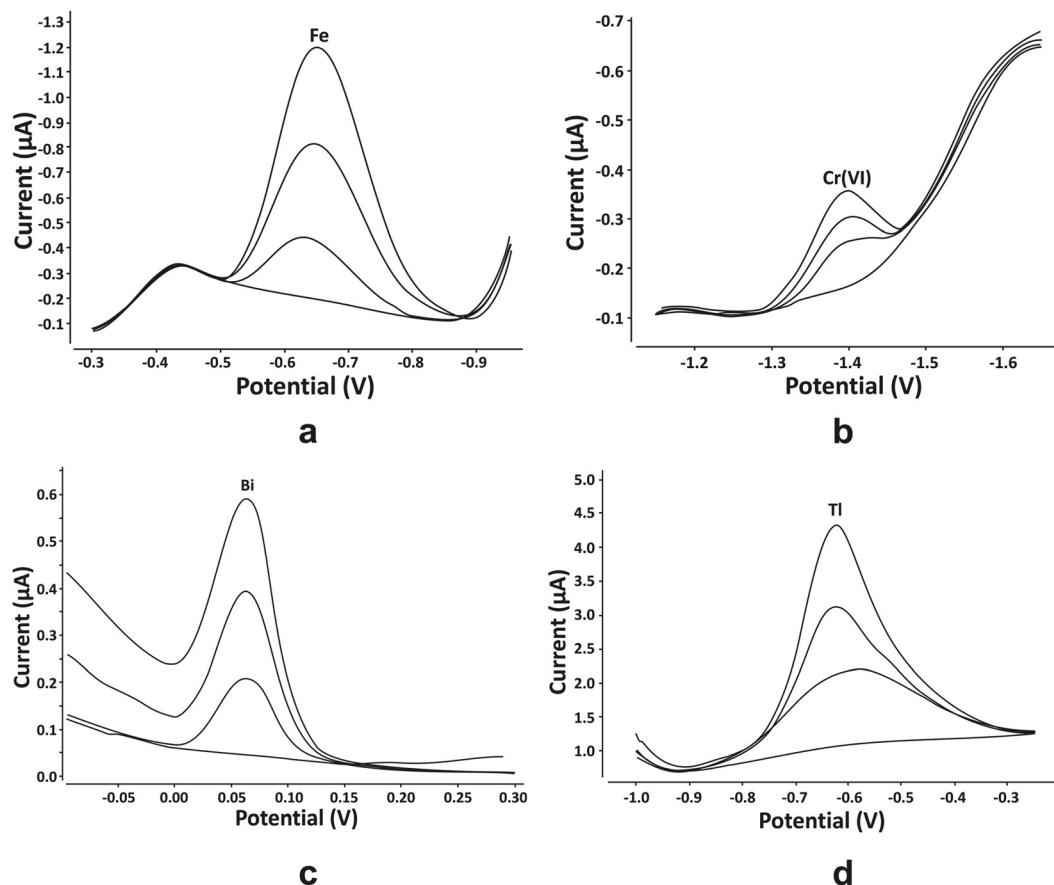 -1.3
-1.2
-1.0
-0.9
-0.8
-0.7
-0.6
-0.5
-0.4
-0.3
-0.2
-0.1
Current (µA)
Fe
-0.3 -0.4 -0.5 -0.6 -0.7 -0.8 -0.9
Potential (V)
a
-0.7
-0.6
-0.5
-0.4
-0.3
-0.2
-0.1
Current (µA)
Cr(VI)
-1.2 -1.3 -1.4 -1.5 -1.6
Potential (V)
b
0.6
0.5
0.4
0.3
0.2
0.1
0.0
Current (µA)
Bi
-0.05 0.00 0.05 0.10 0.15 0.20 0.25 0.30
Potential (V)
c
5.0
4.5
4.0
3.5
3.0
2.5
2.0
1.5
1.0
Current (µA)
Tl
-1.0 -0.9 -0.8 -0.7 -0.6 -0.5 -0.4 -0.3
Potential (V)
d